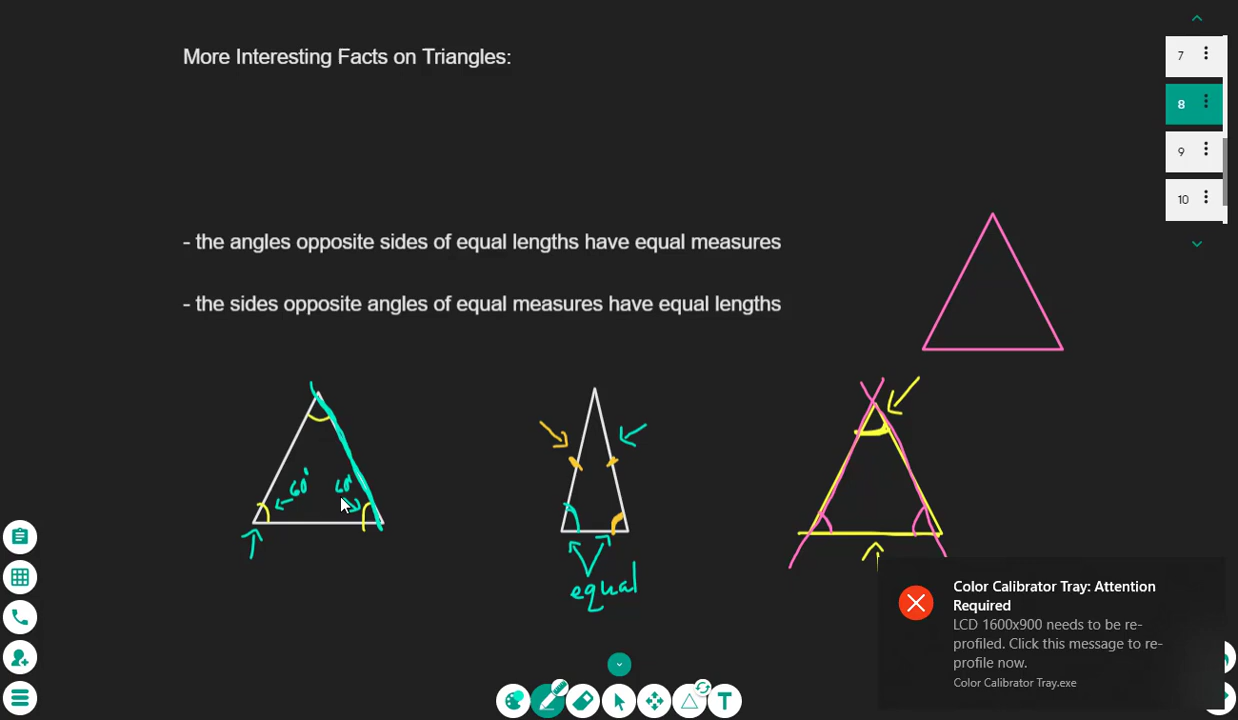 More Interesting Facts on Triangles:
7
8
9
10
- the angles opposite sides of equal lengths have equal measures
- the sides opposite angles of equal measures have equal lengths
60°
60°
equal
Color Calibrator Tray: Attention
Required
LCD 1600x900 needs to be re-
profiled. Click this message to re-
profile now.
Color Calibrator Tray.exe
T